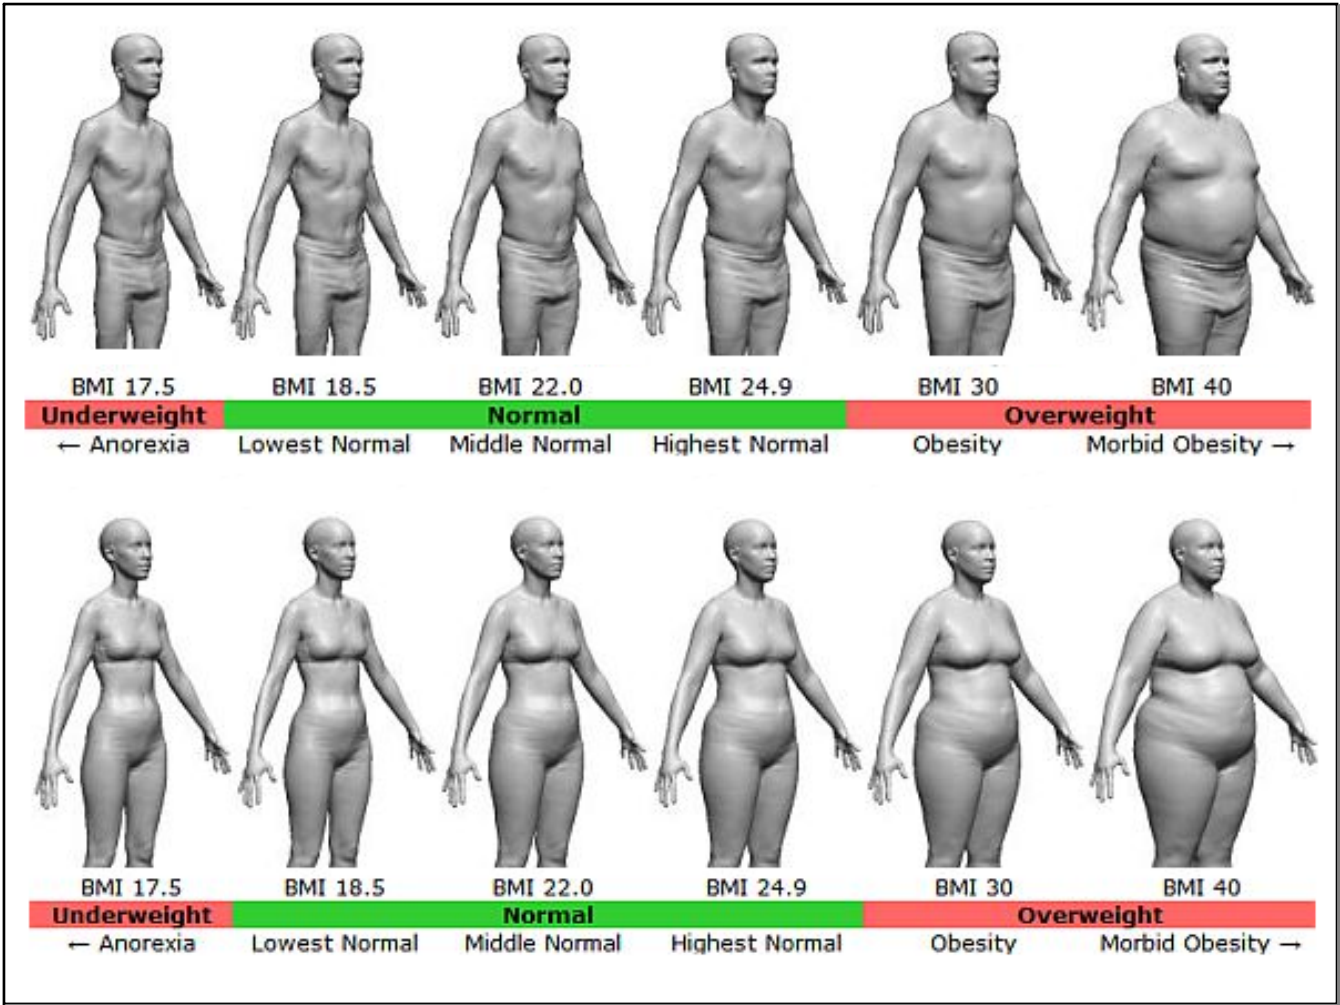 BMI 17.5 BMI 18.5 BMI 22.0 BMI 24.9 BMI 30 BMI 40
Underweight Normal Overweight
← Anorexia Lowest Normal Middle Normal Highest Normal Obesity Morbid Obesity →
BMI 17.5 BMI 18.5 BMI 22.0 BMI 24.9 BMI 30 BMI 40
Underweight Normal Overweight
← Anorexia Lowest Normal Middle Normal Highest Normal Obesity Morbid Obesity →